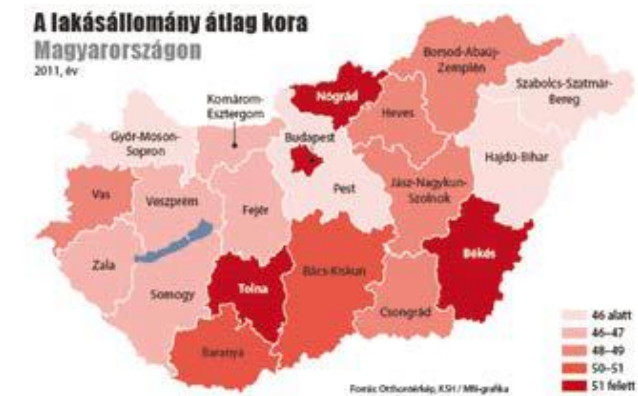 A lakásállomány átlag kora
Magyarországon
2011, év
Borsod-Abaúj-
Zemplén
Szabolcs-Szatmár-
Bereg
Nógrád
Komárom-
Esztergom
Heves
Győr-Moson-
Sopron
Budapest
Hajdú-Bihar
Pest
Jász-Nagykun-
Szolnok
Vas
Veszprém
Fejér
Zala
Somogy
Tolna
Bács-Kiskun
Békés
Csongrád
Baranya
46 alatt
46–47
48–49
50–51
51 felett
Forrás: Otthontérkép, KSH / MN-grafika